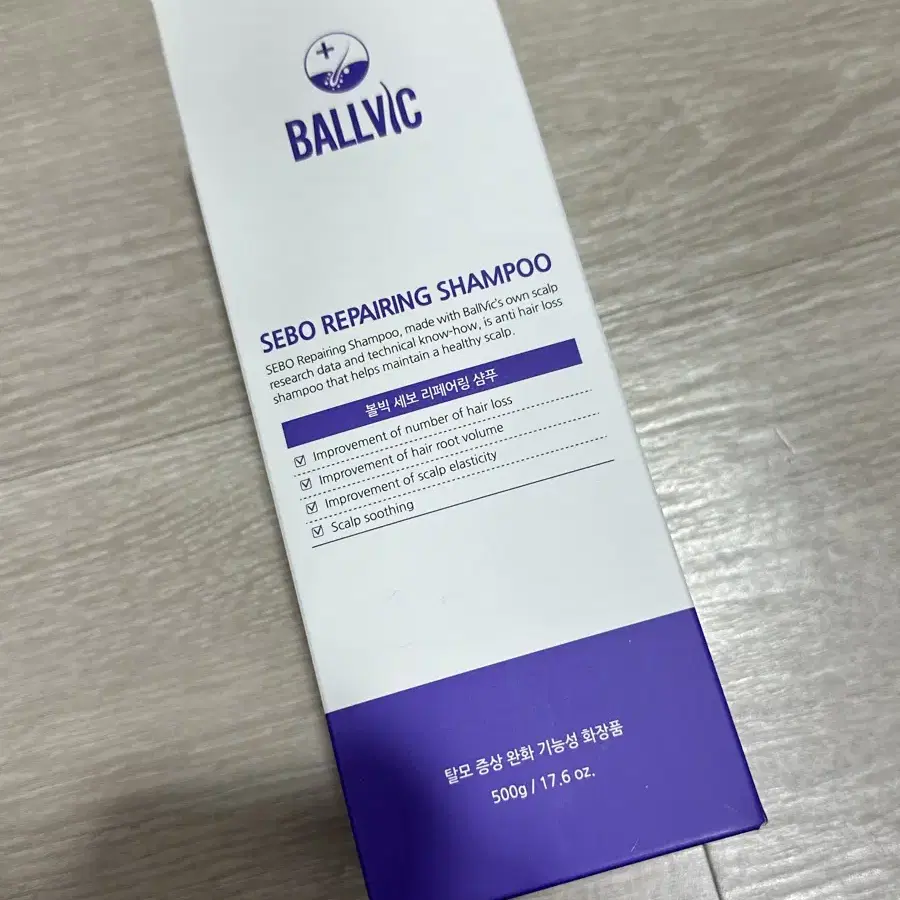 BALLVIC
SEBO REPAIRING SHAMPOO
SEBO Repairing Shampoo, made with BallVic's own scalp
research data and technical know-how, is anti hair loss
shampoo that helps maintain a healthy scalp.
볼빅 세보 리페어링 샴푸
Improvement of number of hair loss
Improvement of hair root volume
Improvement of scalp elasticity
Scalp soothing
탈모 증상 완화 기능성 화장품
500g / 17.6 oz.